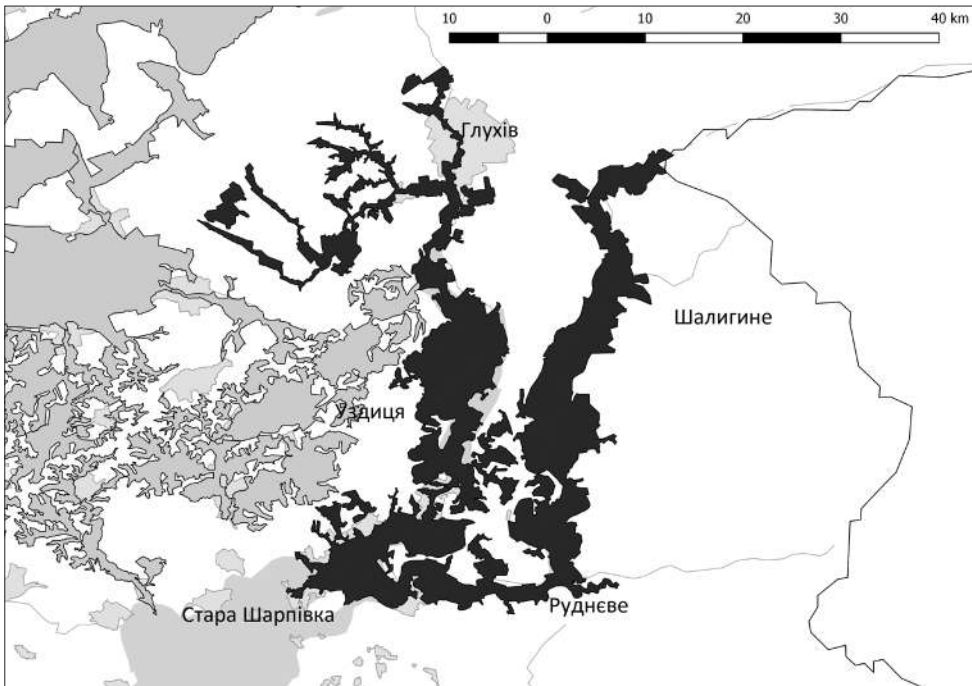 10 0 10 20 30 40 km
Глухів
Шалигине
Уздиця
Руднєве
Стара Шарпівка